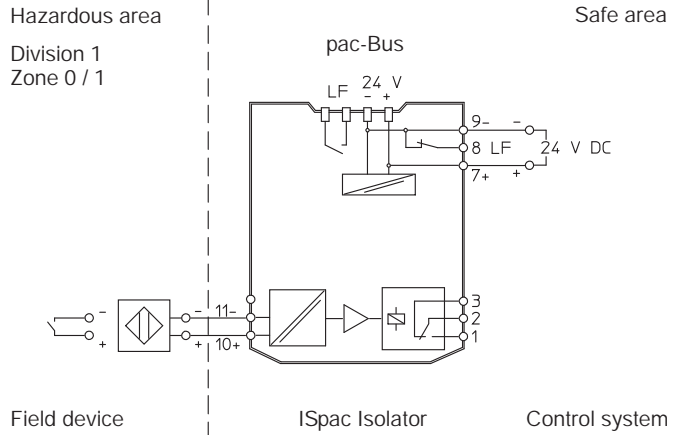 Hazardous area
Safe area
Division 1
Zone 0 / 1
pac-Bus
LF 24 V
- +
9- -
8 LF 24 V DC
7+ +
- - 11-
+ + 10+
3
2
1
Field device
ISpac Isolator
Control system